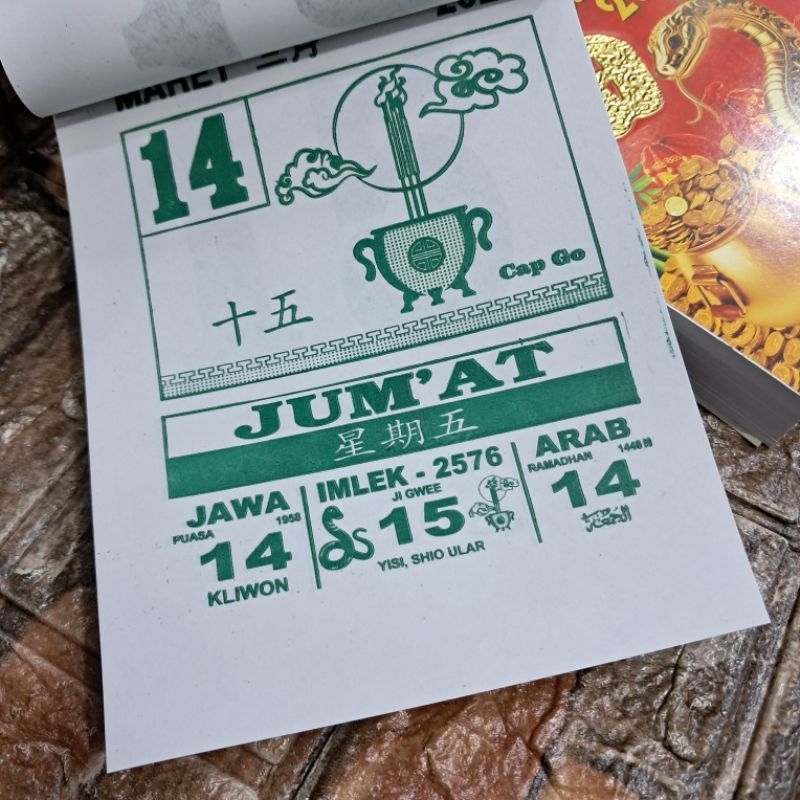 MARET 三月 202
14
Cap Go
十五
JUM'AT
星期五
JAWA
PUASA 1958
14
KLIWON
IMLEK - 2576
JI GWEE
15
YISI, SHIO ULAR
ARAB
RAMADHAN 1446 H
14